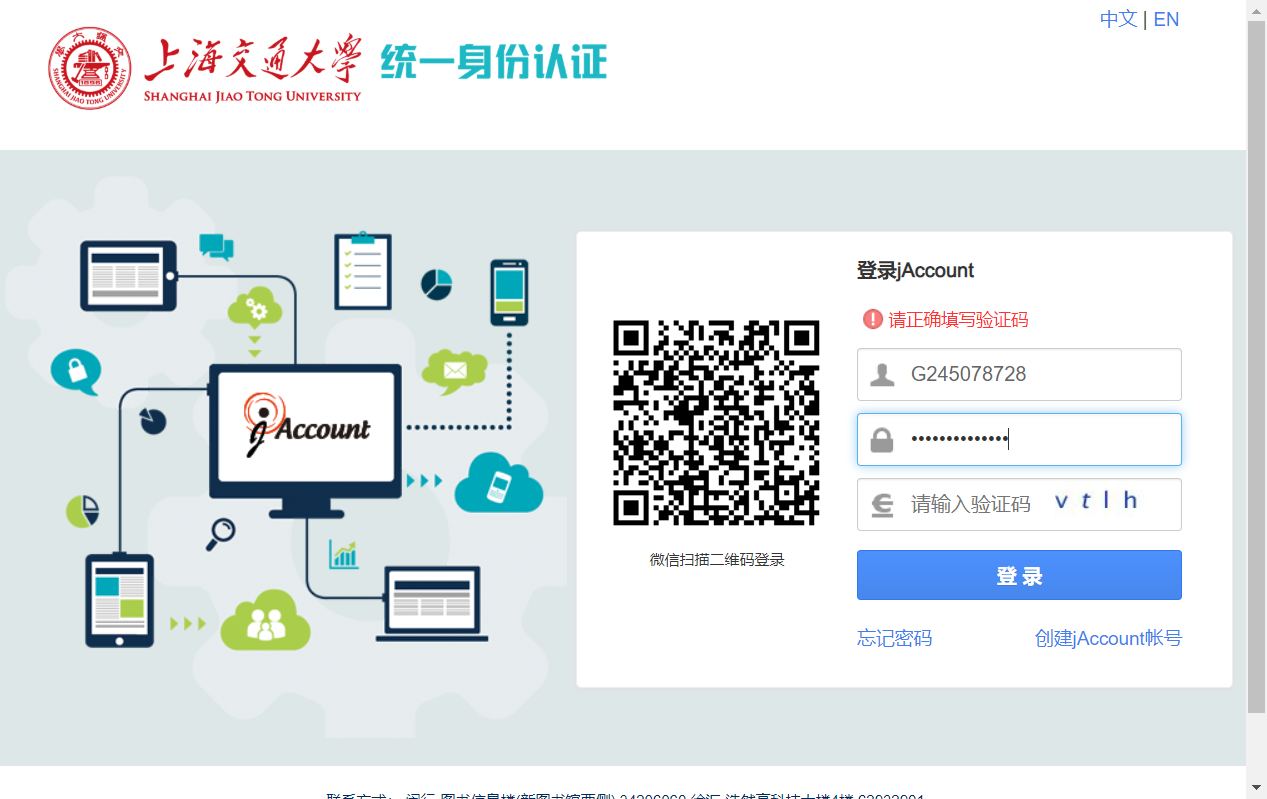 中文 | EN
上海交通大學 统一身份认证
SHANGHAI JIAO TONG UNIVERSITY
登录jAccount
请正确填写验证码
G245078728
••••••••••••••
请输入验证码 v t l h
登 录
忘记密码 创建jAccount帐号
微信扫描二维码登录
jAccount